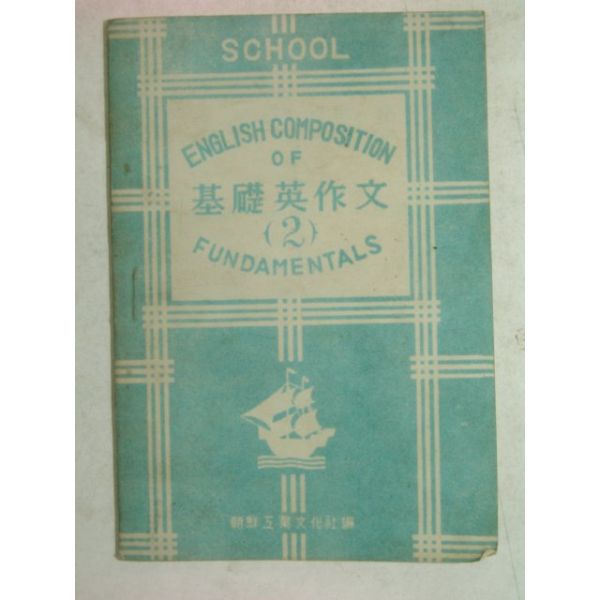 SCHOOL
ENGLISH COMPOSITION
OF
基礎英作文
(2)
FUNDAMENTALS
朝鮮工業文化社編